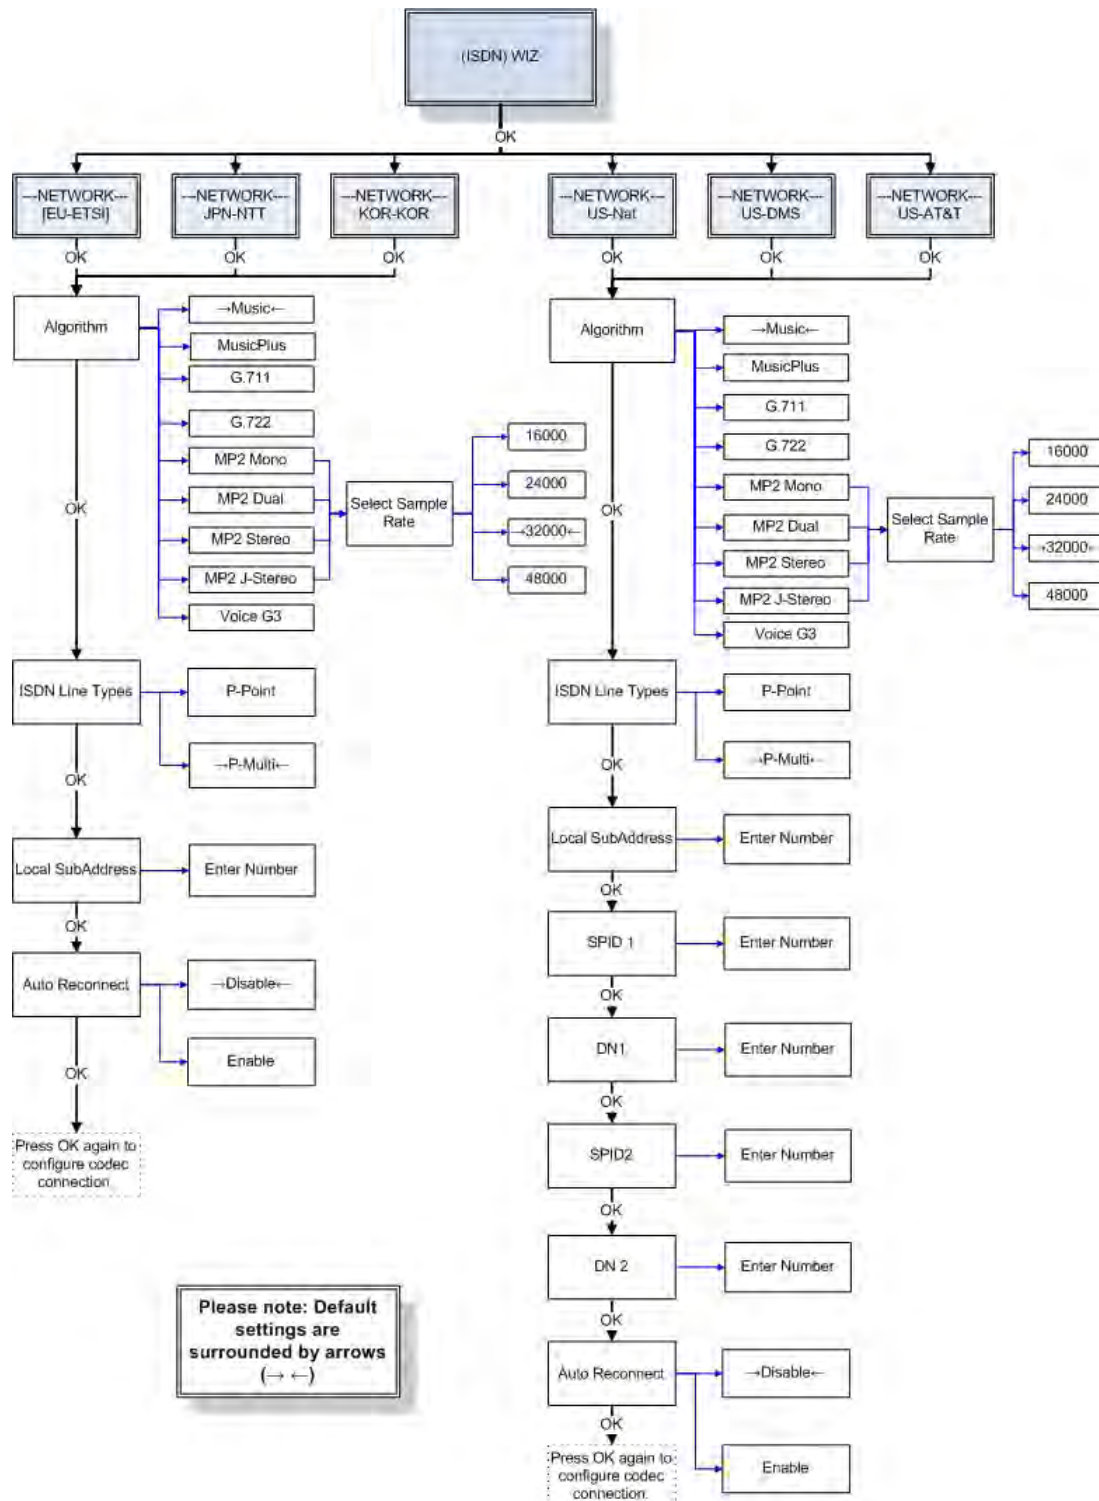 (ISDN) WIZ
OK
---NETWORK---
[EU-ETSI]
---NETWORK---
JPN-NTT
---NETWORK---
KOR-KOR
---NETWORK---
US-Nat
---NETWORK---
US-DMS
---NETWORK---
US-AT&T
OK
OK
OK
OK
OK
OK
Algorithm
→Music←
MusicPlus
G.711
G.722
MP2 Mono
MP2 Dual
MP2 Stereo
MP2 J-Stereo
Voice G3
Select Sample
Rate
16000
24000
→32000←
48000
OK
ISDN Line Types
P-Point
→P-Multi←
OK
Local SubAddress
Enter Number
OK
Auto Reconnect
→Disable←
Enable
OK
Press OK again to
configure codec
connection
Algorithm
→Music←
MusicPlus
G.711
G.722
MP2 Mono
MP2 Dual
MP2 Stereo
MP2 J-Stereo
Voice G3
Select Sample
Rate
16000
24000
→32000←
48000
OK
ISDN Line Types
P-Point
→P-Multi←
OK
Local SubAddress
Enter Number
OK
SPID 1
Enter Number
OK
DN1
Enter Number
OK
SPID2
Enter Number
OK
DN 2
Enter Number
OK
Auto Reconnect
→Disable←
Enable
OK
Press OK again to
configure codec
connection.
Please note: Default
settings are
surrounded by arrows
(→ ←)